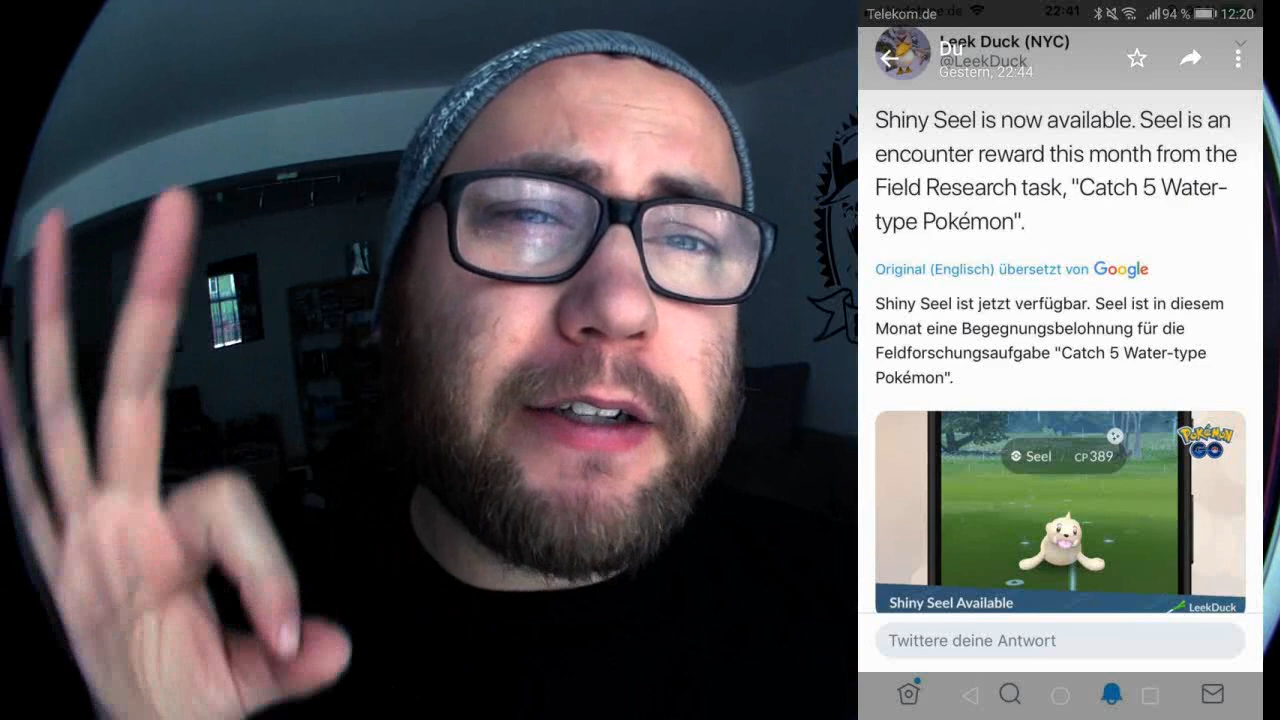 Telekom.de 22:41 94 % 12:20
Leek Duck (NYC)
Du
@LeekDuck
Gestern, 22:44
Shiny Seel is now available. Seel is an
encounter reward this month from the
Field Research task, "Catch 5 Water-
type Pokémon".
Original (Englisch) übersetzt von Google
Shiny Seel ist jetzt verfügbar. Seel ist in diesem
Monat eine Begegnungsbelohnung für die
Feldforschungsaufgabe "Catch 5 Water-type
Pokémon".
POKÉMON
GO
Seel CP389
Shiny Seel Available
LeekDuck
Twittere deine Antwort